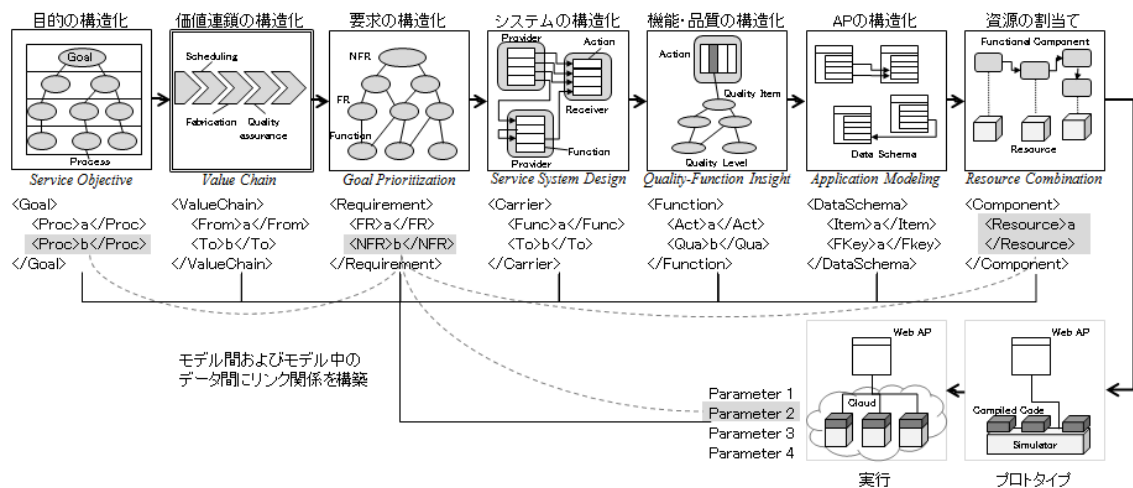 目的の構造化
価値連鎖の構造化
要求の構造化
システムの構造化
機能・品質の構造化
APの構造化
資源の割当て
Goal
Process
Scheduling
Fabrication
Quality
assurance
NFR
FR
Function
Provider
Action
Receiver
Provider
Function
Action
Quality Item
Quality Level
Data Schema
Functional Component
Resource
Service Objective
Value Chain
Goal Prioritization
Service System Design
Quality-Function Insight
Application Modeling
Resource Combination
<Goal>
<Proc>a</Proc>
<Proc>b</Proc>
</Goal>
<ValueChain>
<From>a</From>
<To>b</To>
</ValueChain>
<Requirement>
<FR>a</FR>
<NFR>b</NFR>
</Requirement>
<Carrier>
<Func>a</Func>
<To>b</To>
</Carrier>
<Function>
<Act>a</Act>
<Qua>b</Qua>
</Function>
<DataSchema>
<Item>a</Item>
<FKey>a</Fkey>
</DataSchema>
<Component>
<Resource>a
</Resource>
</Component>
モデル間およびモデル中の
データ間にリンク関係を構築
Parameter 1
Parameter 2
Parameter 3
Parameter 4
Web AP
Cloud
実行
Web AP
Compiled Code
Simulator
プロトタイプ